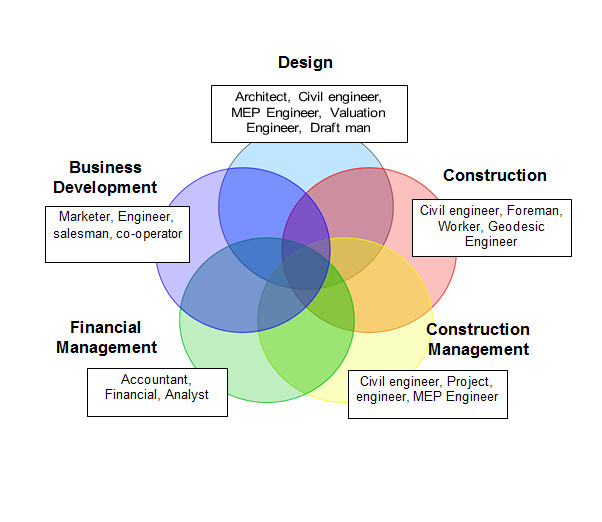 Design
Architect, Civil engineer,
MEP Engineer, Valuation
Engineer, Draft man
Business
Development
Marketer, Engineer,
salesman, co-operator
Construction
Civil engineer, Foreman,
Worker, Geodesic
Engineer
Financial
Management
Accountant,
Financial, Analyst
Construction
Management
Civil engineer, Project,
engineer, MEP Engineer